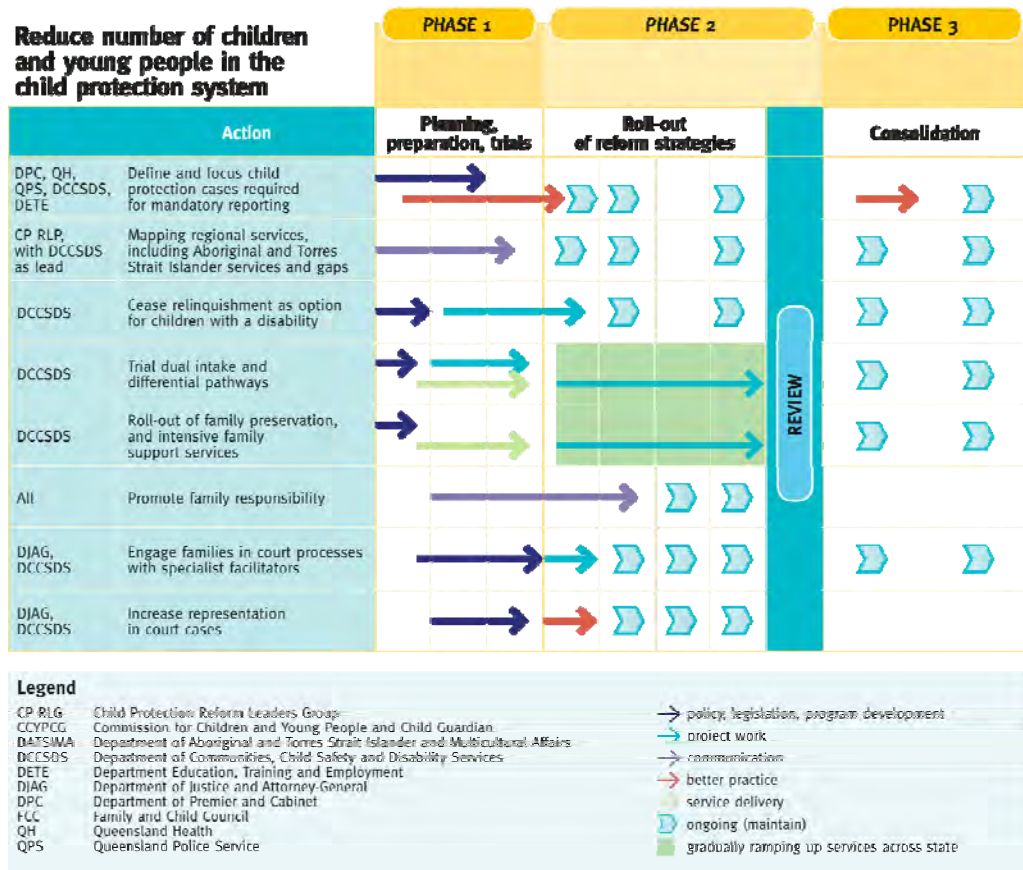 Reduce number of children
and young people in the
child protection system
PHASE 1
PHASE 2
PHASE 3
Action
Planning,
preparation, trials
Roll-out
of reform strategies
Consolidation
DPC, QH,
QPS, DCCSDS,
DETE
Define and focus child
protection cases required
for mandatory reporting
CP RLP,
with DCCSDS
as lead
Mapping regional services,
including Aboriginal and Torres
Strait Islander services and gaps
DCCSDS
Cease relinquishment as option
for children with a disability
DCCSDS
Trial dual intake and
differential pathways
DCCSDS
Roll-out of family preservation,
and intensive family
support services
All
Promote family responsibility
DJAG,
DCCSDS
Engage families in court processes
with specialist facilitators
DJAG,
DCCSDS
Increase representation
in court cases
REVIEW
Legend
CP RLG Child Protection Reform Leaders Group
CCYPCG Commission for Children and Young People and Child Guardian
DATSIMA Department of Aboriginal and Torres Strait Islander and Multicultural Affairs
DCCSDS Department of Communities, Child Safety and Disability Services
DETE Department Education, Training and Employment
DJAG Department of Justice and Attorney-General
DPC Department of Premier and Cabinet
FCC Family and Child Council
QH Queensland Health
QPS Queensland Police Service
policy, legislation, program development
project work
communication
better practice
service delivery
ongoing (maintain)
gradually ramping up services across state